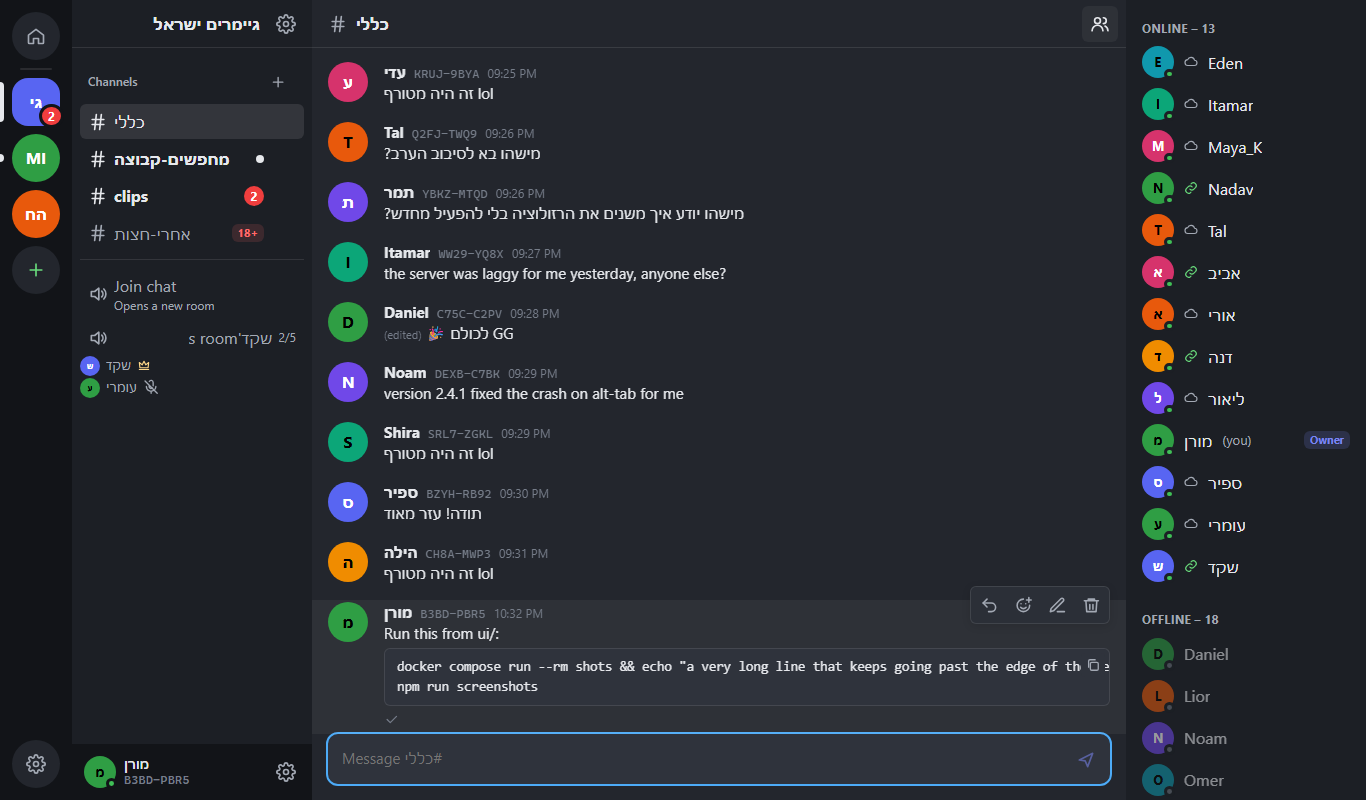 גיימרים ישראל
גי
2
MI
הח
Channels
# כללי
# מחפשים-קבוצה
# clips 2
# אחרי-חצות 18+
Join chat
Opens a new room
שקד's room 2/5
ש שקד
ע עומרי
מ מורן
B3BD-PBR5
# כללי
ע עדי KRUJ-9BYA 09:25 PM
זה היה מטורף lol
T Tal Q2FJ-TWQ9 09:26 PM
מישהו בא לסיבוב הערב?
ת תמר YBKZ-MTQD 09:26 PM
מישהו יודע איך משנים את הרזולוציה בלי להפעיל מחדש?
I Itamar WW29-YQ8X 09:27 PM
the server was laggy for me yesterday, anyone else?
D Daniel C75C-C2PV 09:28 PM
GG לכולם 🎉 (edited)
N Noam DEXB-C7BK 09:29 PM
version 2.4.1 fixed the crash on alt-tab for me
S Shira SRL7-ZGKL 09:29 PM
זה היה מטורף lol
ס ספיר BZYH-RB92 09:30 PM
תודה! עזר מאוד
ה הילה CH8A-MWP3 09:31 PM
זה היה מטורף lol
מ מורן B3BD-PBR5 10:32 PM
Run this from ui/:
docker compose run --rm shots && echo "a very long line that keeps going past the edge of the
npm run screenshots
Message #כללי
ONLINE – 13
E Eden
I Itamar
M Maya_K
N Nadav
T Tal
א אביב
א אורי
ד דנה
ל ליאור
מ מורן (you) Owner
ס ספיר
ע עומרי
ש שקד
OFFLINE – 18
D Daniel
L Lior
N Noam
O Omer